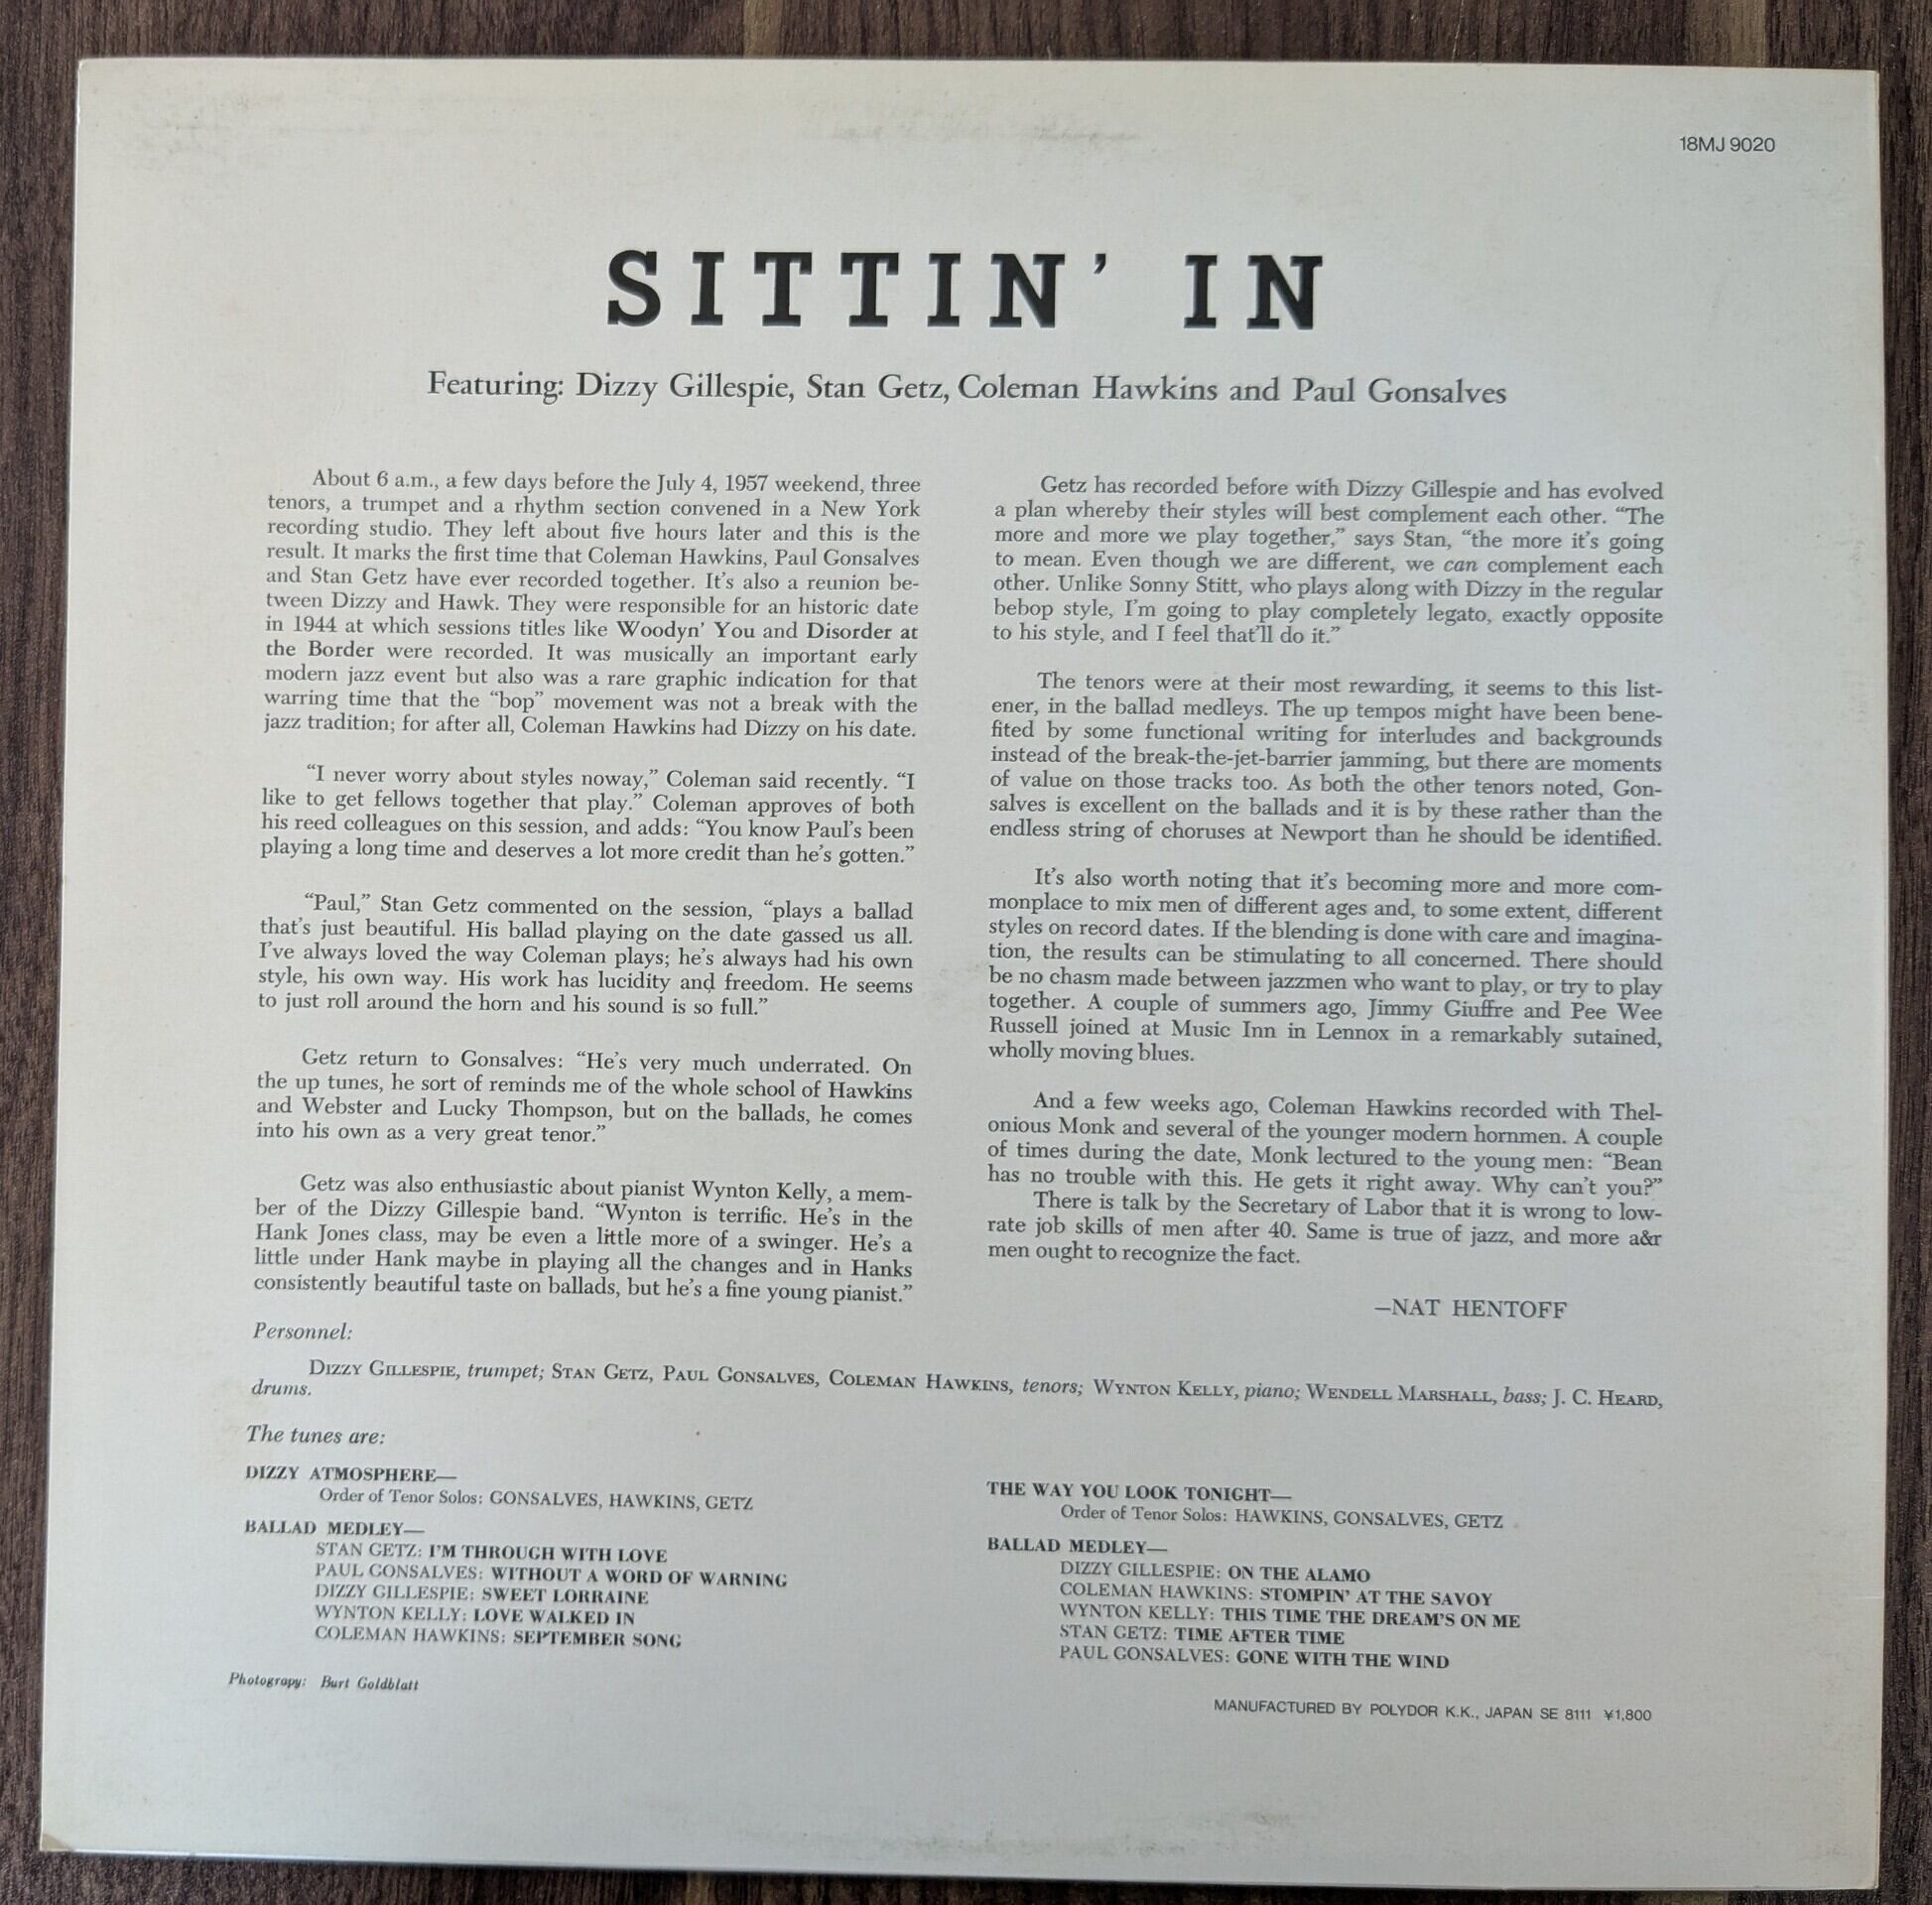 18MJ 9020
SITTIN’ IN
Featuring: Dizzy Gillespie, Stan Getz, Coleman Hawkins and Paul Gonsalves
About 6 a.m., a few days before the July 4, 1957 weekend, three
tenors, a trumpet and a rhythm section convened in a New York
recording studio. They left about five hours later and this is the
result. It marks the first time that Coleman Hawkins, Paul Gonsalves
and Stan Getz have ever recorded together. It’s also a reunion be-
tween Dizzy and Hawk. They were responsible for an historic date
in 1944 at which sessions titles like Woodyn’ You and Disorder at
the Border were recorded. It was musically an important early
modern jazz event but also was a rare graphic indication for that
warring time that the “bop” movement was not a break with the
jazz tradition; for after all, Coleman Hawkins had Dizzy on his date.
“I never worry about styles noway,” Coleman said recently. “I
like to get fellows together that play.” Coleman approves of both
his reed colleagues on this session, and adds: “You know Paul’s been
playing a long time and deserves a lot more credit than he’s gotten.”
“Paul,” Stan Getz commented on the session, “plays a ballad
that’s just beautiful. His ballad playing on the date gassed us all.
I’ve always loved the way Coleman plays; he’s always had his own
style, his own way. His work has lucidity and freedom. He seems
to just roll around the horn and his sound is so full.”
Getz return to Gonsalves: “He’s very much underrated. On
the up tunes, he sort of reminds me of the whole school of Hawkins
and Webster and Lucky Thompson, but on the ballads, he comes
into his own as a very great tenor.”
Getz was also enthusiastic about pianist Wynton Kelly, a mem-
ber of the Dizzy Gillespie band. “Wynton is terrific. He’s in the
Hank Jones class, may be even a little more of a swinger. He’s a
little under Hank maybe in playing all the changes and in Hanks
consistently beautiful taste on ballads, but he’s a fine young pianist.”
Getz has recorded before with Dizzy Gillespie and has evolved
a plan whereby their styles will best complement each other. “The
more and more we play together,” says Stan, “the more it’s going
to mean. Even though we are different, we can complement each
other. Unlike Sonny Stitt, who plays along with Dizzy in the regular
bebop style, I’m going to play completely legato, exactly opposite
to his style, and I feel that’ll do it.”
The tenors were at their most rewarding, it seems to this list-
ener, in the ballad medleys. The up tempos might have been bene-
fited by some functional writing for interludes and backgrounds
instead of the break-the-jet-barrier jamming, but there are moments
of value on those tracks too. As both the other tenors noted, Gon-
salves is excellent on the ballads and it is by these rather than the
endless string of choruses at Newport than he should be identified.
It’s also worth noting that it’s becoming more and more com-
monplace to mix men of different ages and, to some extent, different
styles on record dates. If the blending is done with care and imagina-
tion, the results can be stimulating to all concerned. There should
be no chasm made between jazzmen who want to play, or try to play
together. A couple of summers ago, Jimmy Giuffre and Pee Wee
Russell joined at Music Inn in Lennox in a remarkably sutained,
wholly moving blues.
And a few weeks ago, Coleman Hawkins recorded with Thel-
onious Monk and several of the younger modern hornmen. A couple
of times during the date, Monk lectured to the young men: “Bean
has no trouble with this. He gets it right away. Why can’t you?”
There is talk by the Secretary of Labor that it is wrong to low-
rate job skills of men after 40. Same is true of jazz, and more a&r
men ought to recognize the fact.
—NAT HENTOFF
Personnel:
DIZZY GILLESPIE, trumpet; STAN GETZ, PAUL GONSALVES, COLEMAN HAWKINS, tenors; WYNTON KELLY, piano; WENDELL MARSHALL, bass; J. C. HEARD,
drums.
The tunes are:
DIZZY ATMOSPHERE—
Order of Tenor Solos: GONSALVES, HAWKINS, GETZ
BALLAD MEDLEY—
STAN GETZ: I’M THROUGH WITH LOVE
PAUL GONSALVES: WITHOUT A WORD OF WARNING
DIZZY GILLESPIE: SWEET LORRAINE
WYNTON KELLY: LOVE WALKED IN
COLEMAN HAWKINS: SEPTEMBER SONG
THE WAY YOU LOOK TONIGHT—
Order of Tenor Solos: HAWKINS, GONSALVES, GETZ
BALLAD MEDLEY—
DIZZY GILLESPIE: ON THE ALAMO
COLEMAN HAWKINS: STOMPIN’ AT THE SAVOY
WYNTON KELLY: THIS TIME THE DREAM’S ON ME
STAN GETZ: TIME AFTER TIME
PAUL GONSALVES: GONE WITH THE WIND
Photograpy: Burt Goldblatt
MANUFACTURED BY POLYDOR K.K., JAPAN SE 8111 ¥1,800